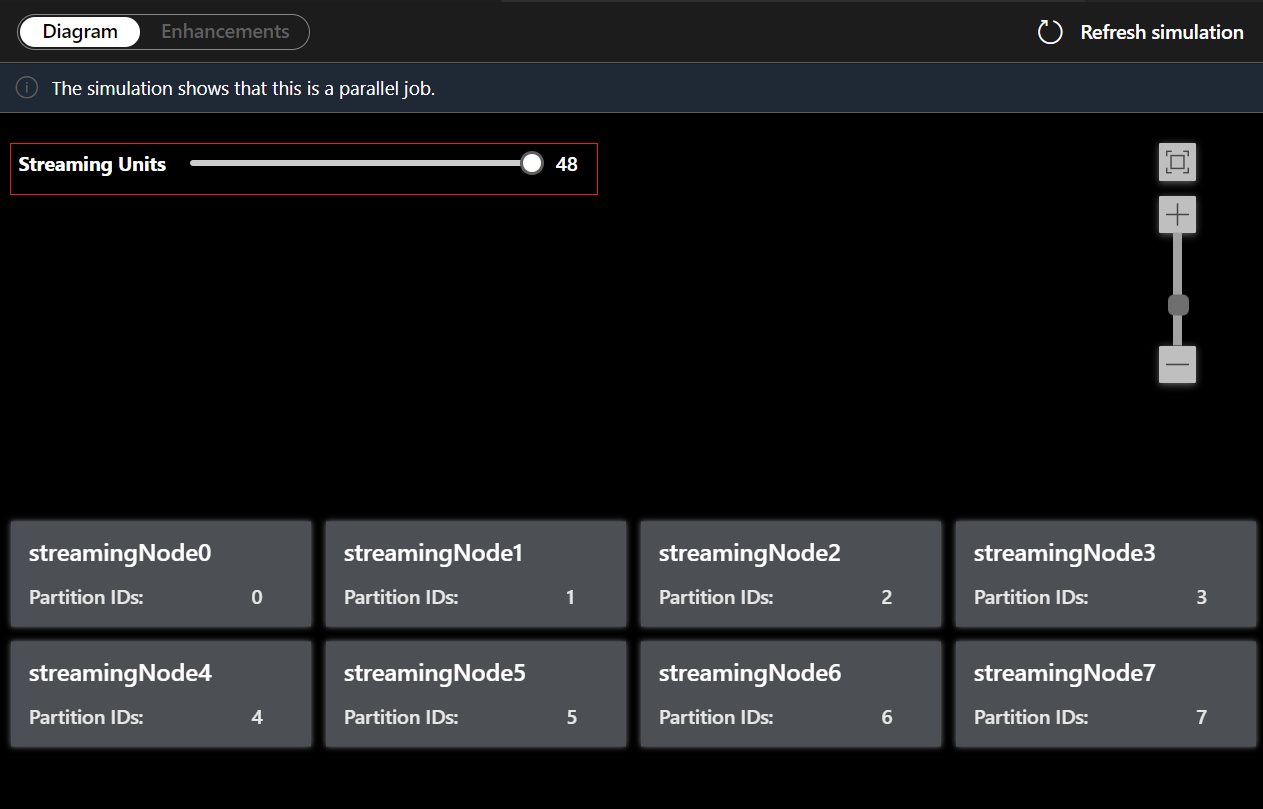 Diagram Enhancements Refresh simulation
The simulation shows that this is a parallel job.
Streaming Units 48
streamingNode0 streamingNode1 streamingNode2 streamingNode3
Partition IDs: 0 Partition IDs: 1 Partition IDs: 2 Partition IDs: 3
streamingNode4 streamingNode5 streamingNode6 streamingNode7
Partition IDs: 4 Partition IDs: 5 Partition IDs: 6 Partition IDs: 7